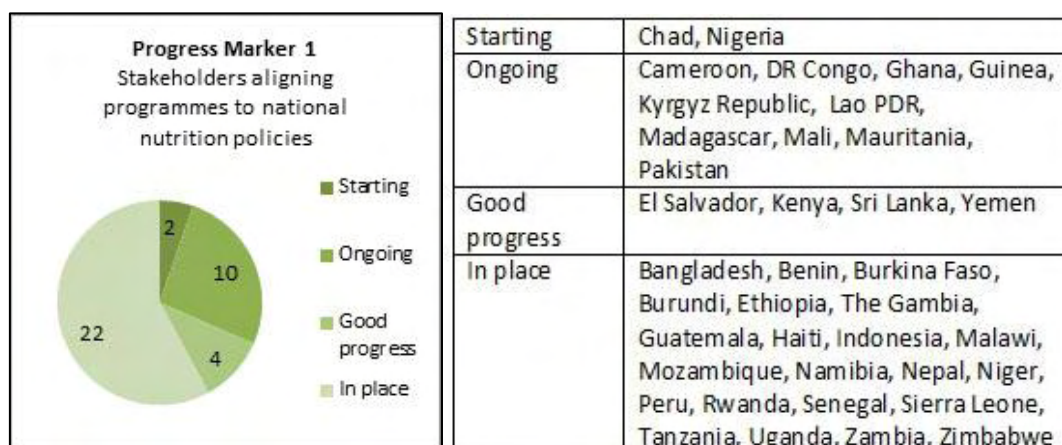 Progress Marker 1
Stakeholders aligning
programmes to national
nutrition policies
2
10
4
22
Starting
Ongoing
Good
progress
In place
Starting
Chad, Nigeria
Ongoing
Cameroon, DR Congo, Ghana, Guinea,
Kyrgyz Republic, Lao PDR,
Madagascar, Mali, Mauritania,
Pakistan
Good
progress
El Salvador, Kenya, Sri Lanka, Yemen
In place
Bangladesh, Benin, Burkina Faso,
Burundi, Ethiopia, The Gambia,
Guatemala, Haiti, Indonesia, Malawi,
Mozambique, Namibia, Nepal, Niger,
Peru, Rwanda, Senegal, Sierra Leone,
Tanzania, Uganda, Zambia, Zimbabwe